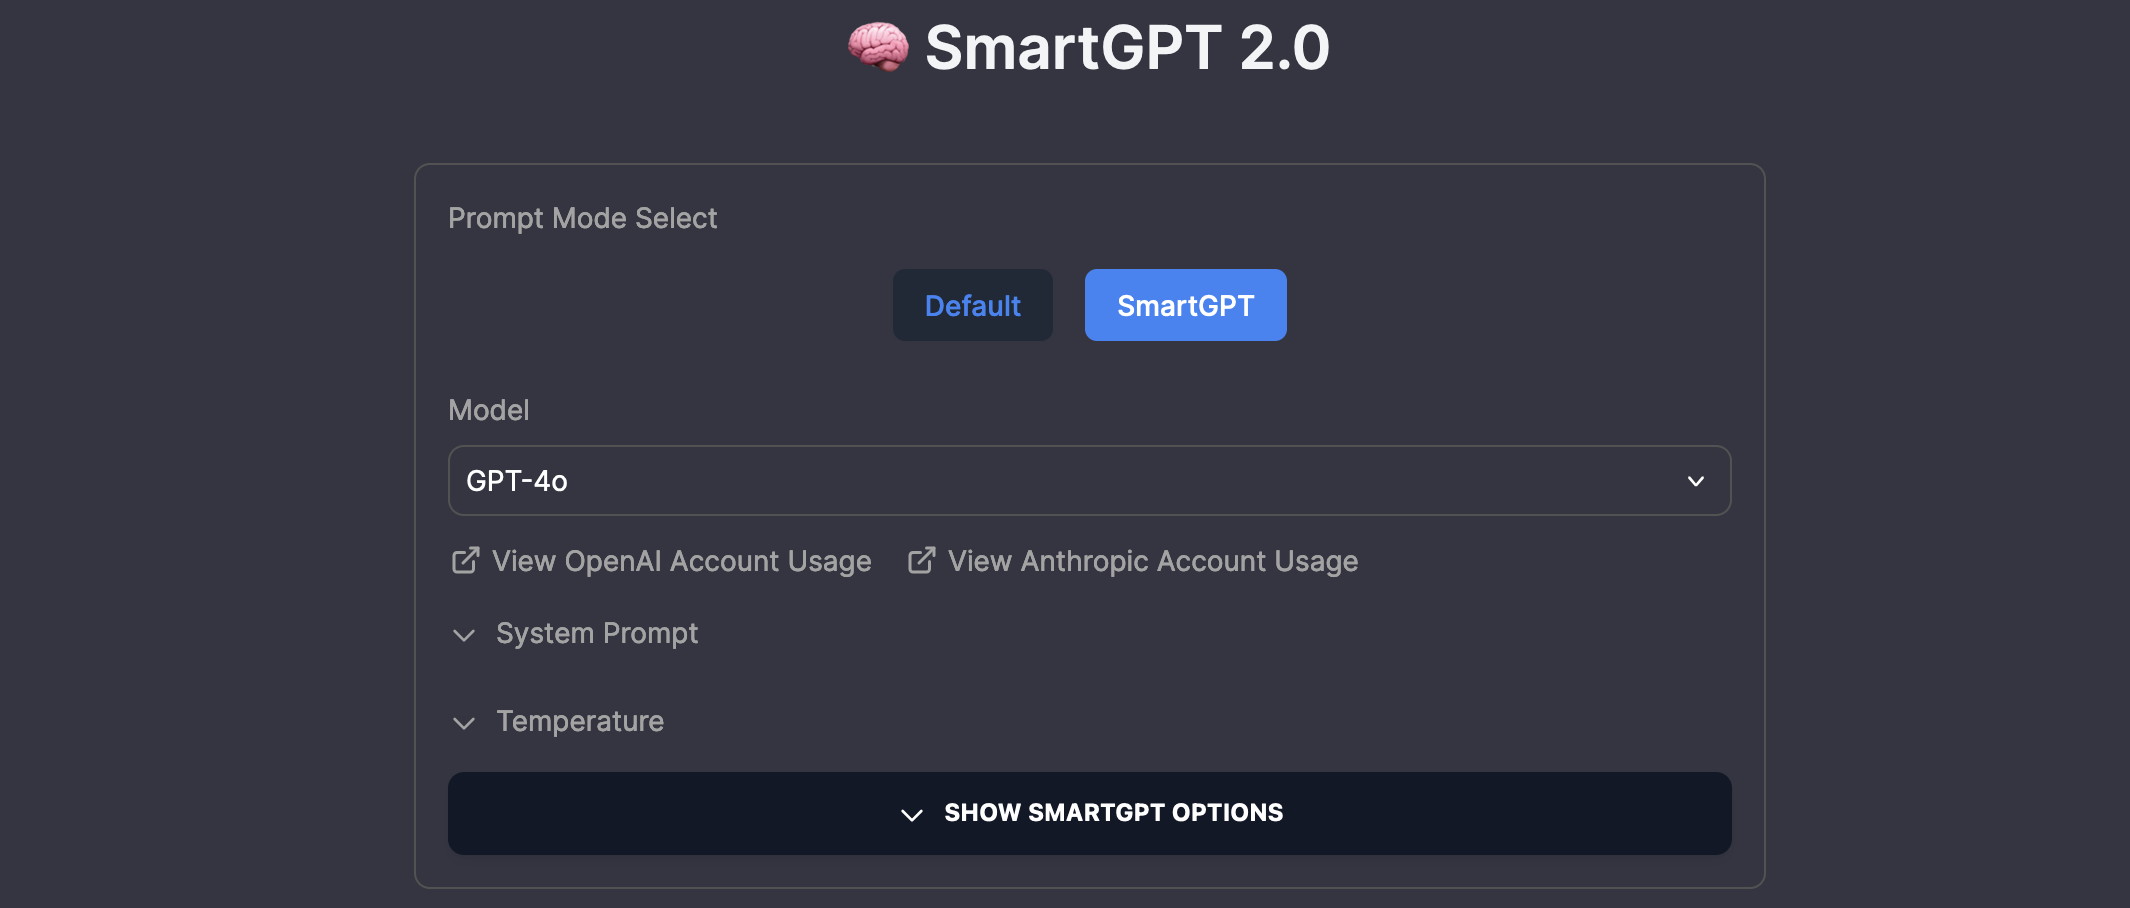 SmartGPT 2.0
Prompt Mode Select
Default SmartGPT
Model
GPT-4o
View OpenAI Account Usage View Anthropic Account Usage
System Prompt
Temperature
SHOW SMARTGPT OPTIONS